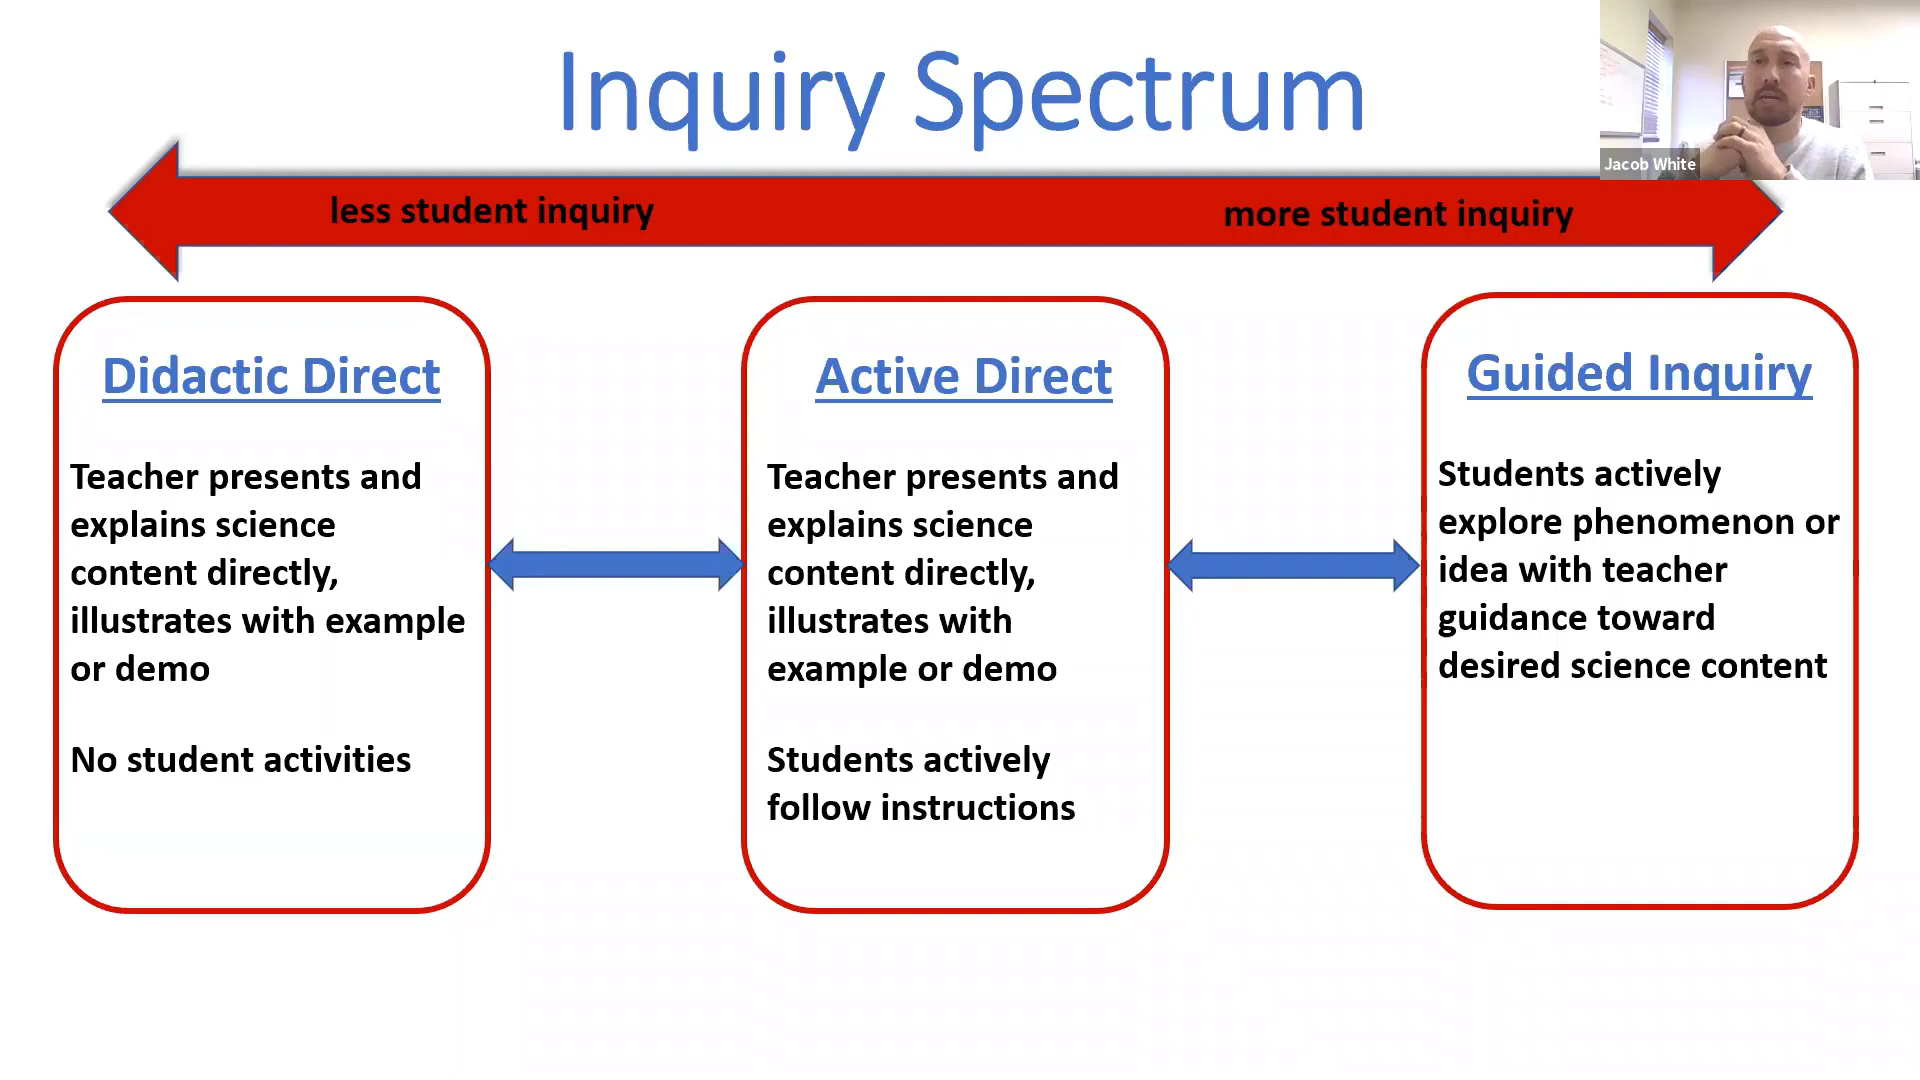 Inquiry Spectrum
Jacob White
less student inquiry
more student inquiry
Didactic Direct
Teacher presents and
explains science
content directly,
illustrates with example
or demo
No student activities
Active Direct
Teacher presents and
explains science
content directly,
illustrates with
example or demo
Students actively
follow instructions
Guided Inquiry
Students actively
explore phenomenon or
idea with teacher
guidance toward
desired science content